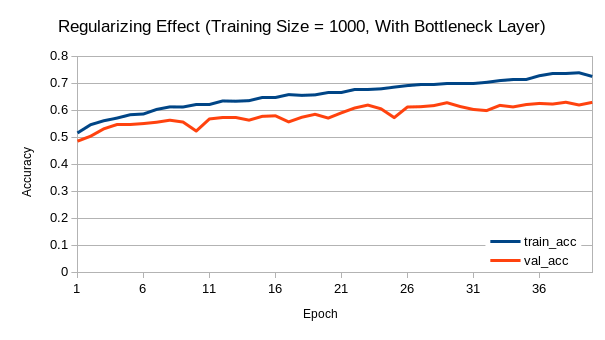 Regularizing Effect (Training Size = 1000, With Bottleneck Layer)
0.8
0.7
0.6
0.5
0.4
0.3
0.2
0.1
0
Accuracy
train_acc
val_acc
1 6 11 16 21 26 31 36
Epoch